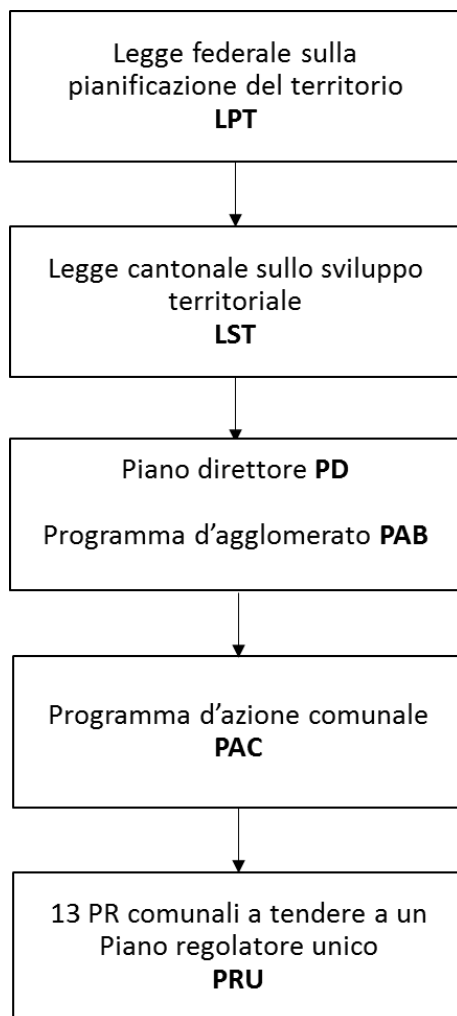 Legge federale sulla
pianificazione del territorio
LPT
Legge cantonale sullo sviluppo
territoriale
LST
Piano direttore PD
Programma d’agglomerato PAB
Programma d’azione comunale
PAC
13 PR comunali a tendere a un
Piano regolatore unico
PRU